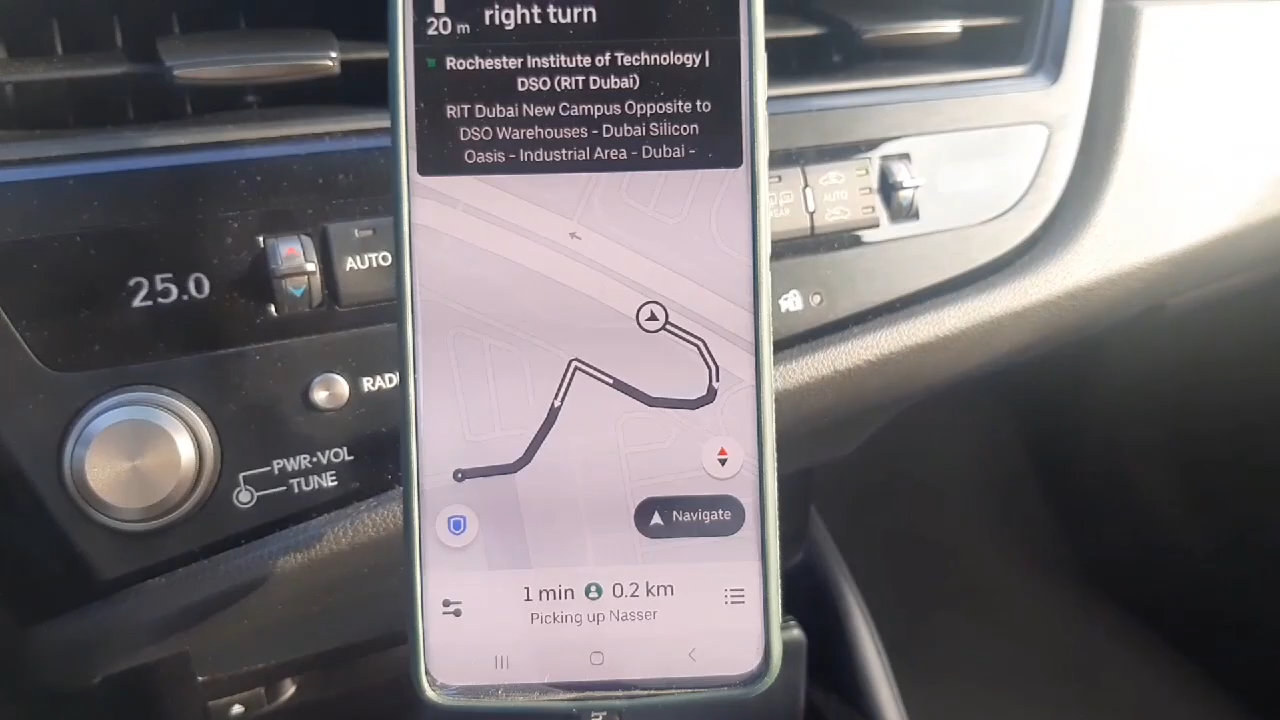 20 m
right turn
Rochester Institute of Technology |
DSO (RIT Dubai)
RIT Dubai New Campus Opposite to
DSO Warehouses - Dubai Silicon
Oasis - Industrial Area - Dubai -
25.0
AUTO
AUTO
PWR•VOL
TUNE
Navigate
1 min 0.2 km
Picking up Nasser